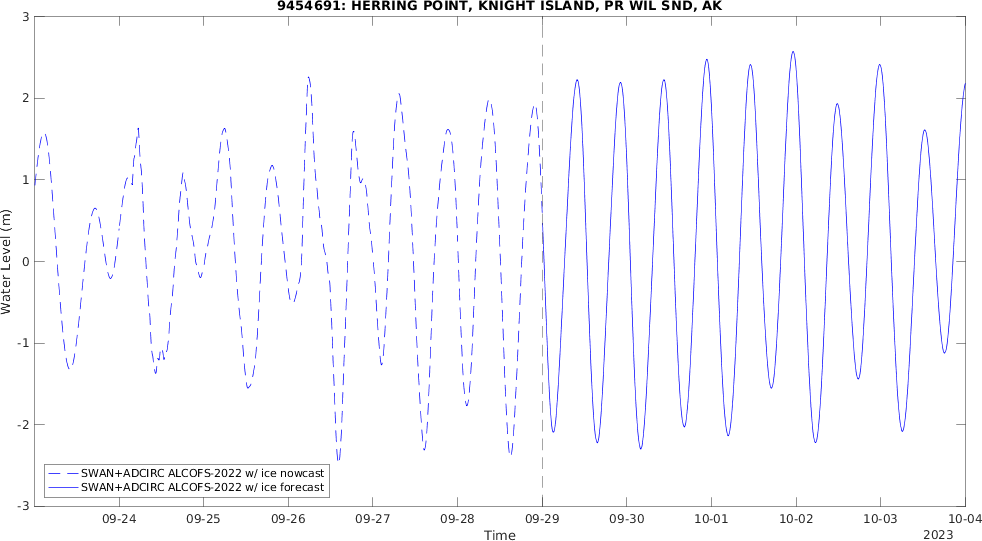 9454691: HERRING POINT, KNIGHT ISLAND, PR WIL SND, AK
3
2
1
0
-1
-2
-3
Water Level (m)
SWAN+ADCIRC ALCOFS-2022 w/ ice nowcast
SWAN+ADCIRC ALCOFS-2022 w/ ice forecast
09-24 09-25 09-26 09-27 09-28 09-29 09-30 10-01 10-02 10-03 10-04
Time
2023